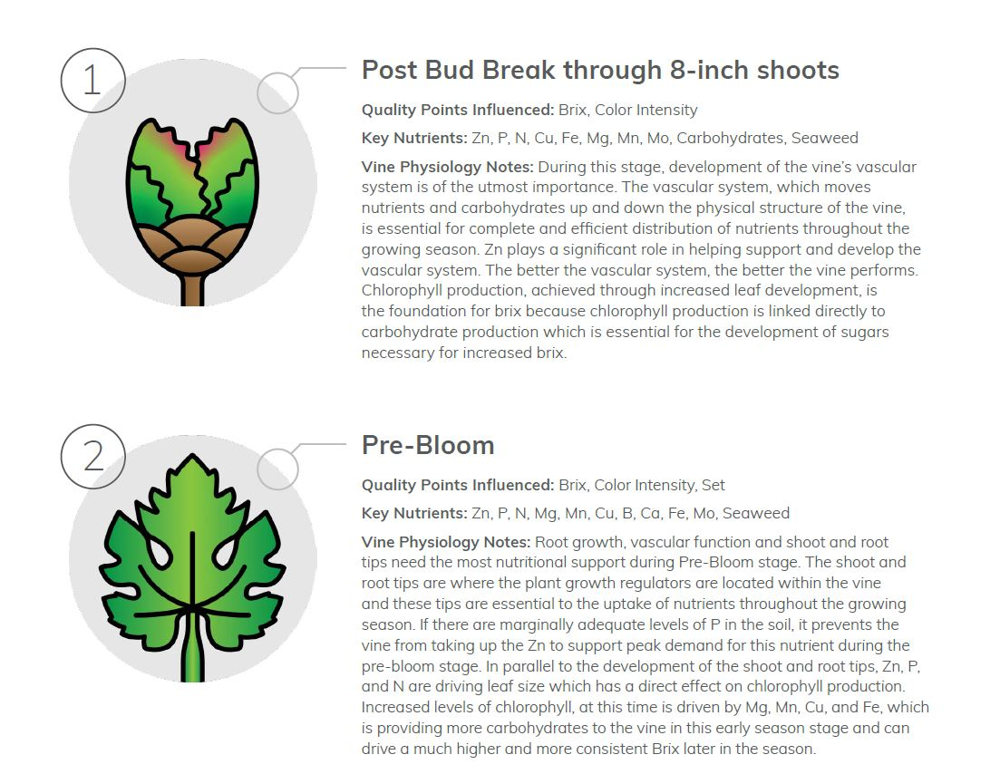 1
Post Bud Break through 8-inch shoots
Quality Points Influenced: Brix, Color Intensity
Key Nutrients: Zn, P, N, Cu, Fe, Mg, Mn, Mo, Carbohydrates, Seaweed
Vine Physiology Notes: During this stage, development of the vine’s vascular
system is of the utmost importance. The vascular system, which moves
nutrients and carbohydrates up and down the physical structure of the vine,
is essential for complete and efficient distribution of nutrients throughout the
growing season. Zn plays a significant role in helping support and develop the
vascular system. The better the vascular system, the better the vine performs.
Chlorophyll production, achieved through increased leaf development, is
the foundation for brix because chlorophyll production is linked directly to
carbohydrate production which is essential for the development of sugars
necessary for increased brix.
2
Pre-Bloom
Quality Points Influenced: Brix, Color Intensity, Set
Key Nutrients: Zn, P, N, Mg, Mn, Cu, B, Ca, Fe, Mo, Seaweed
Vine Physiology Notes: Root growth, vascular function and shoot and root
tips need the most nutritional support during Pre-Bloom stage. The shoot and
root tips are where the plant growth regulators are located within the vine
and these tips are essential to the uptake of nutrients throughout the growing
season. If there are marginally adequate levels of P in the soil, it prevents the
vine from taking up the Zn to support peak demand for this nutrient during the
pre-bloom stage. In parallel to the development of the shoot and root tips, Zn, P,
and N are driving leaf size which has a direct effect on chlorophyll production.
Increased levels of chlorophyll, at this time is driven by Mg, Mn, Cu, and Fe, which
is providing more carbohydrates to the vine in this early season stage and can
drive a much higher and more consistent Brix later in the season.